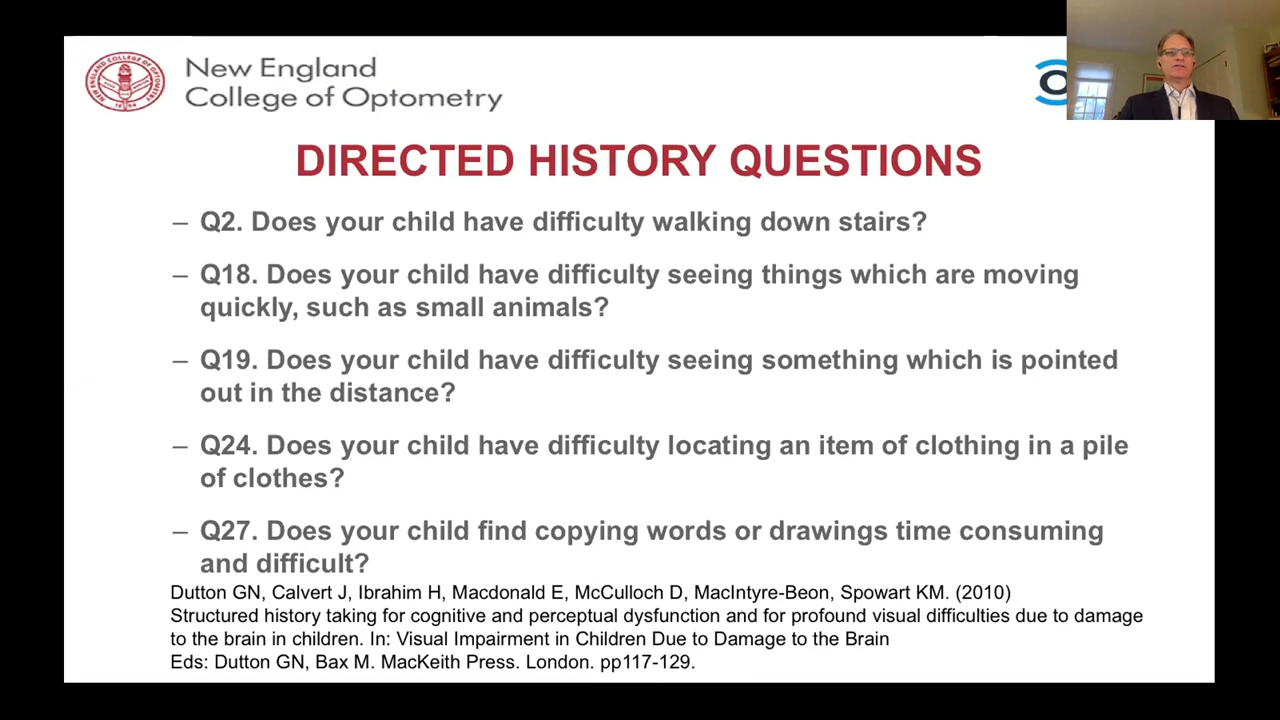 New England
College of Optometry
NEW ENGLAND COLLEGE OF OPTOMETRY
1894
DIRECTED HISTORY QUESTIONS
– Q2. Does your child have difficulty walking down stairs?
– Q18. Does your child have difficulty seeing things which are moving
quickly, such as small animals?
– Q19. Does your child have difficulty seeing something which is pointed
out in the distance?
– Q24. Does your child have difficulty locating an item of clothing in a pile
of clothes?
– Q27. Does your child find copying words or drawings time consuming
and difficult?
Dutton GN, Calvert J, Ibrahim H, Macdonald E, McCulloch D, MacIntyre-Beon, Spowart KM. (2010)
Structured history taking for cognitive and perceptual dysfunction and for profound visual difficulties due to damage
to the brain in children. In: Visual Impairment in Children Due to Damage to the Brain
Eds: Dutton GN, Bax M. MacKeith Press. London. pp117-129.